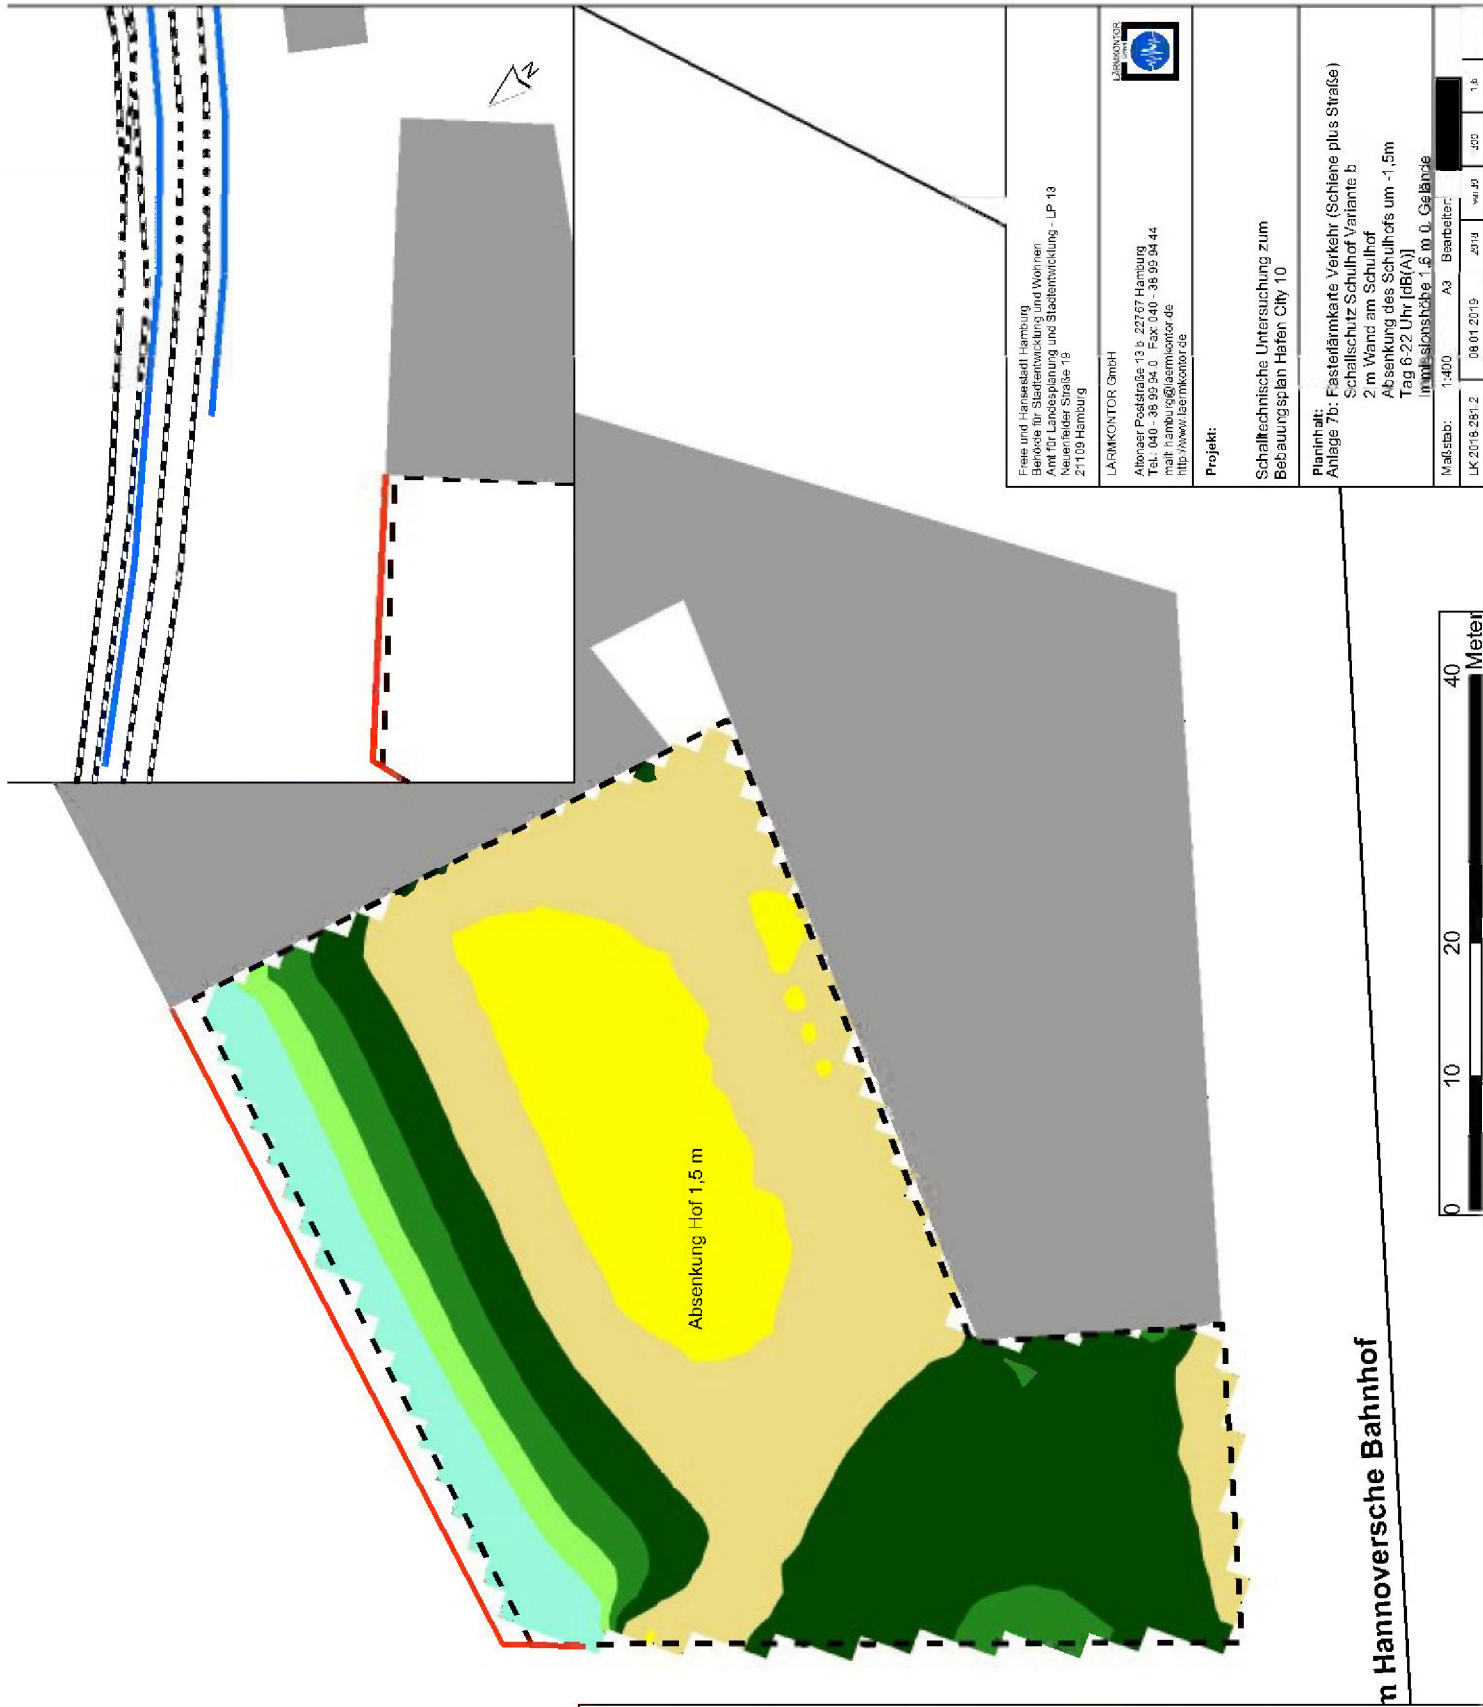 N
Freie und Hansestadt Hamburg
Behörde für Stadtentwicklung und Wohnen
Amt für Landesplanung und Stadtentwicklung - LP 13
Neuenfelder Straße 19
21109 Hamburg
LÄRMKONTOR GmbH
LÄRMKONTOR
Altonaer Poststraße 13 b 22767 Hamburg
Tel.: 040 - 38 99 94.0 Fax: 040 - 38 99 94 44
mail: hamburg@laermkontor.de
http://www.laermkontor.de
Projekt:
Schalltechnische Untersuchung zum
Bebauungsplan Hafen City 10
Planinhalt:
Anlage 7b: Rasterlärmkarte Verkehr (Schiene plus Straße)
Schallschutz Schulhof Variante b
2 m Wand am Schulhof
Absenkung des Schulhofs um -1,5m
Tag 6-22 Uhr [dB(A)]
Immissionshöhe 1,6 m ü. Gelände
Maßstab: 1:400 A3 Bearbeiter:
LK 2018 281.2 08.01.2019
Absenkung Hof 1,5 m
Hannoversche Bahnhof
0 10 20 40
Meter